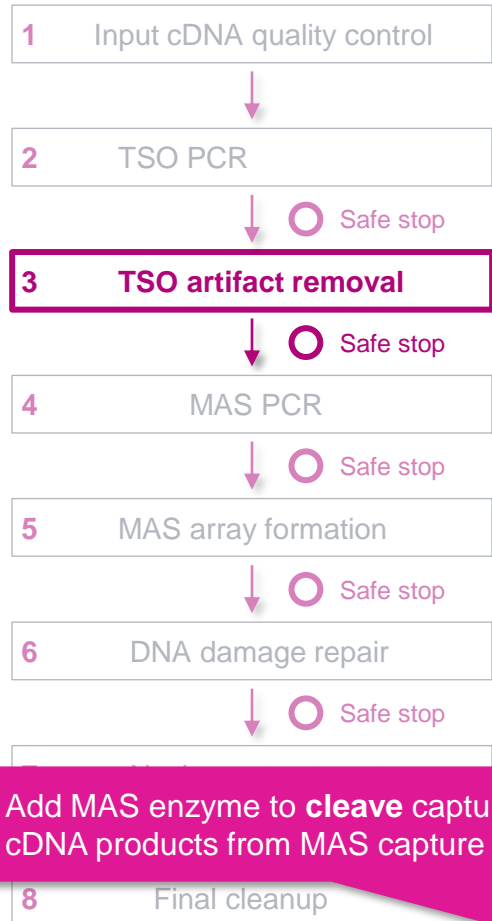 1 Input cDNA quality control
2 TSO PCR
Safe stop
3 TSO artifact removal
Safe stop
4 MAS PCR
Safe stop
5 MAS array formation
Safe stop
6 DNA damage repair
Safe stop
Add MAS enzyme to cleave captu
cDNA products from MAS capture
8 Final cleanup